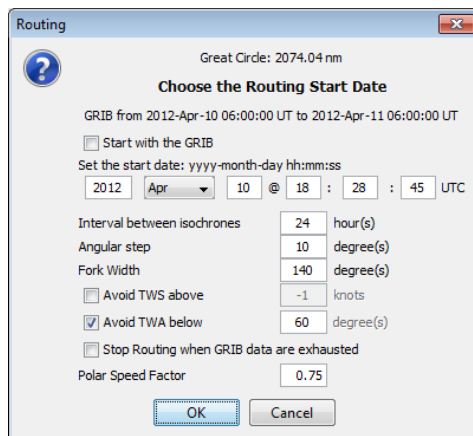 Routing
Great Circle: 2074.04 nm
Choose the Routing Start Date
GRIB from 2012-Apr-10 06:00:00 UT to 2012-Apr-11 06:00:00 UT
Start with the GRIB
Set the start date: yyyy-month-day hh:mm:ss
2012 Apr 10 @ 18 : 28 : 45 UTC
Interval between isochrones 24 hour(s)
Angular step 10 degree(s)
Fork Width 140 degree(s)
Avoid TWS above -1 knots
Avoid TWA below 60 degree(s)
Stop Routing when GRIB data are exhausted
Polar Speed Factor 0.75
OK Cancel